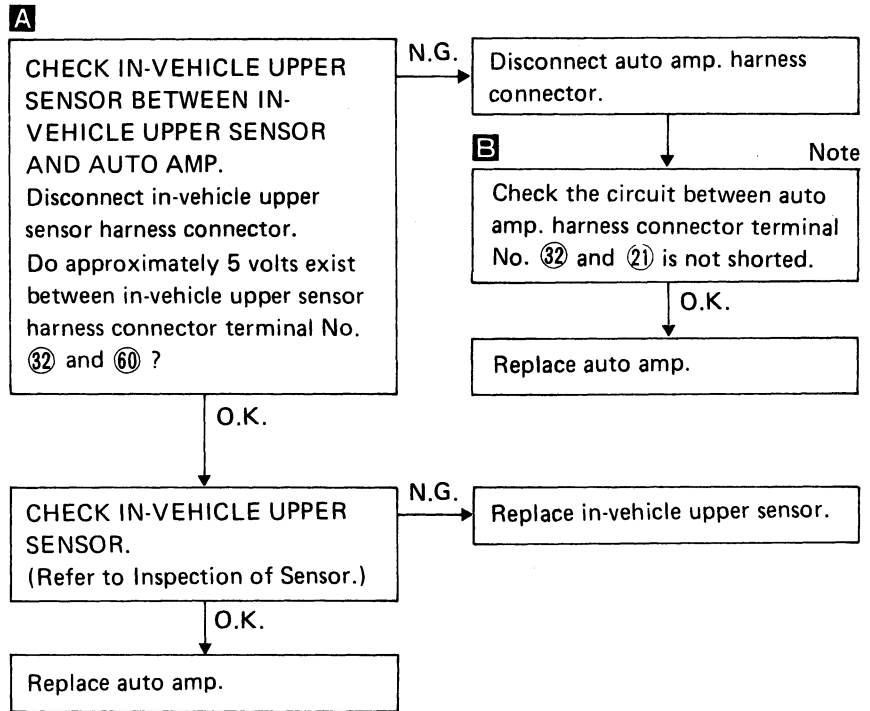 A
CHECK IN-VEHICLE UPPER
SENSOR BETWEEN IN-
VEHICLE UPPER SENSOR
AND AUTO AMP.
Disconnect in-vehicle upper
sensor harness connector.
Do approximately 5 volts exist
between in-vehicle upper sensor
harness connector terminal No.
㉜ and 60 ?
N.G.
Disconnect auto amp. harness
connector.
B
Note
Check the circuit between auto
amp. harness connector terminal
No. ㉜ and ㉑ is not shorted.
O.K.
Replace auto amp.
O.K.
CHECK IN-VEHICLE UPPER
SENSOR.
(Refer to Inspection of Sensor.)
N.G.
Replace in-vehicle upper sensor.
O.K.
Replace auto amp.